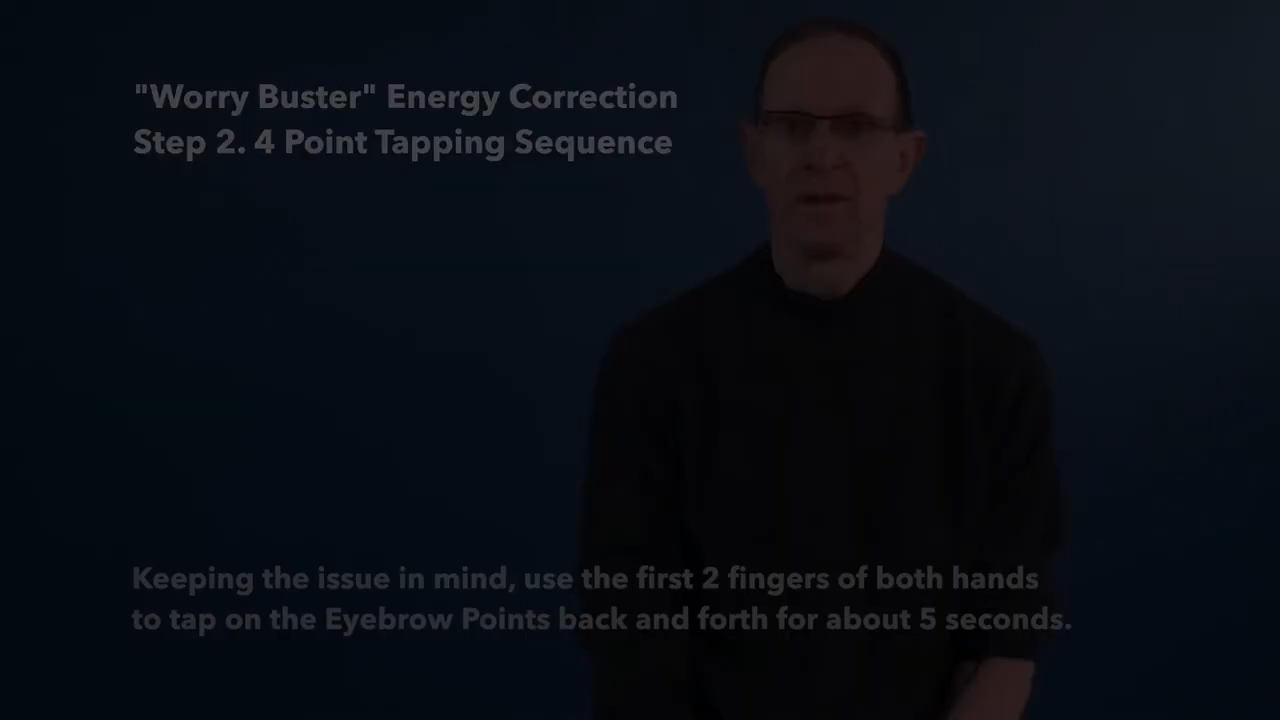 "Worry Buster" Energy Correction
Step 2. 4 Point Tapping Sequence
Keeping the issue in mind, use the first 2 fingers of both hands
to tap on the Eyebrow Points back and forth for about 5 seconds.